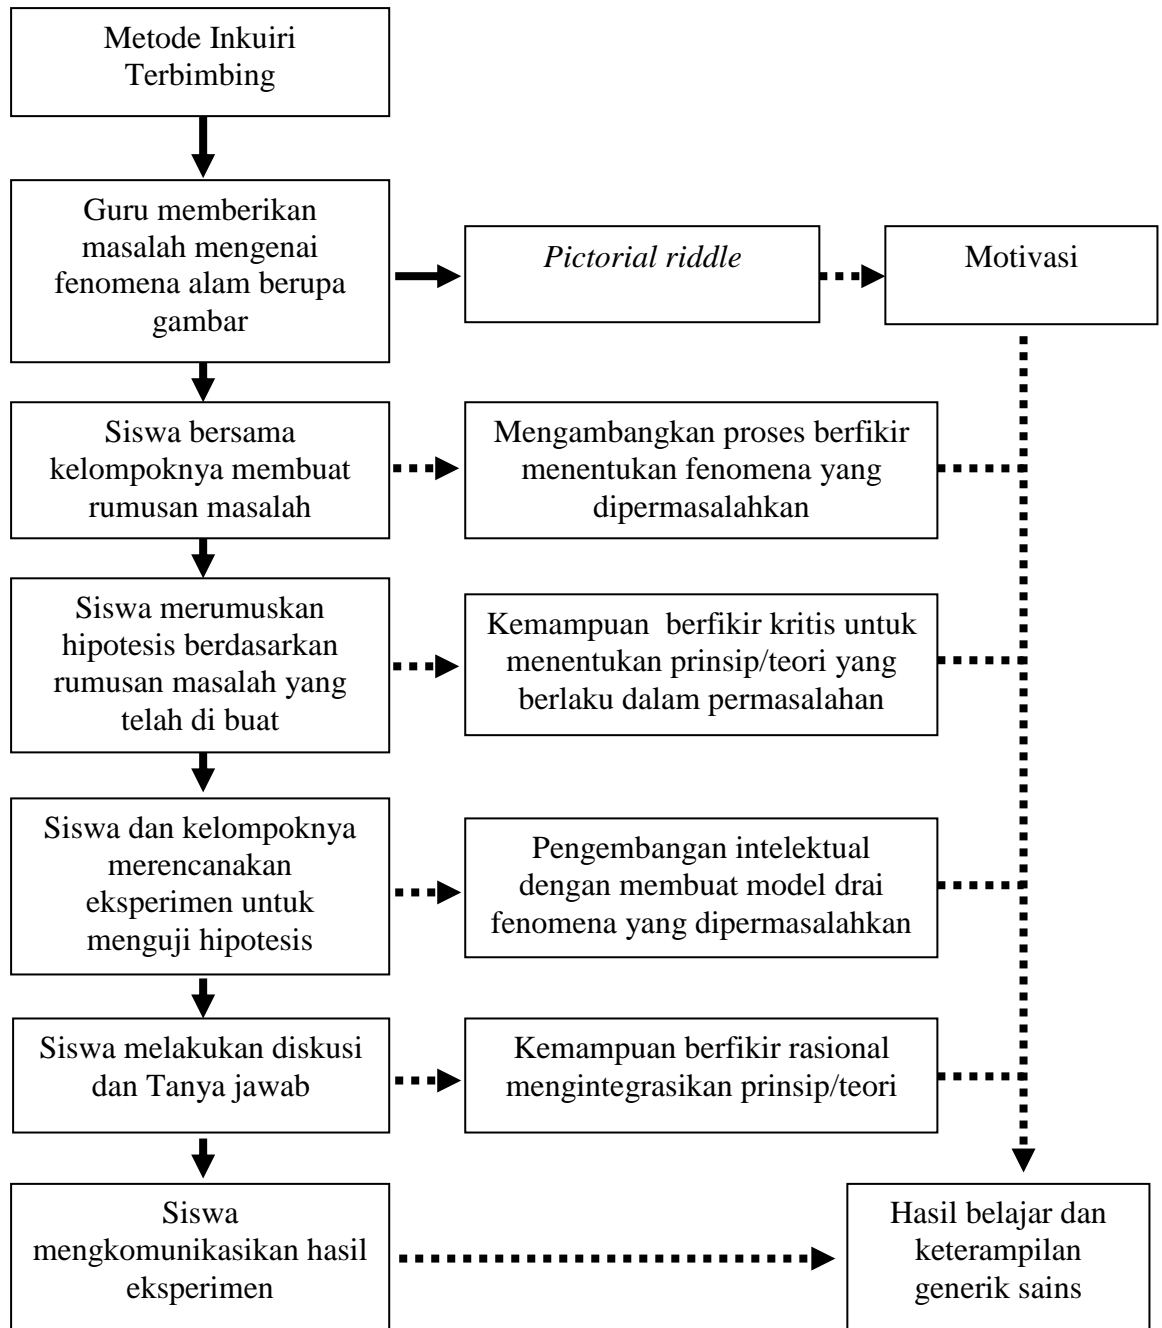 Metode Inkuiri
Terbimbing
Guru memberikan
masalah mengenai
fenomena alam berupa
gambar
Pictorial riddle
Motivasi
Siswa bersama
kelompoknya membuat
rumusan masalah
Mengambangkan proses berfikir
menentukan fenomena yang
dipermasalahkan
Siswa merumuskan
hipotesis berdasarkan
rumusan masalah yang
telah di buat
Kemampuan  berfikir kritis untuk
menentukan prinsip/teori yang
berlaku dalam permasalahan
Siswa dan kelompoknya
merencanakan
eksperimen untuk
menguji hipotesis
Pengembangan intelektual
dengan membuat model drai
fenomena yang dipermasalahkan
Siswa melakukan diskusi
dan Tanya jawab
Kemampuan berfikir rasional
mengintegrasikan prinsip/teori
Siswa
mengkomunikasikan hasil
eksperimen
Hasil belajar dan
keterampilan
generik sains